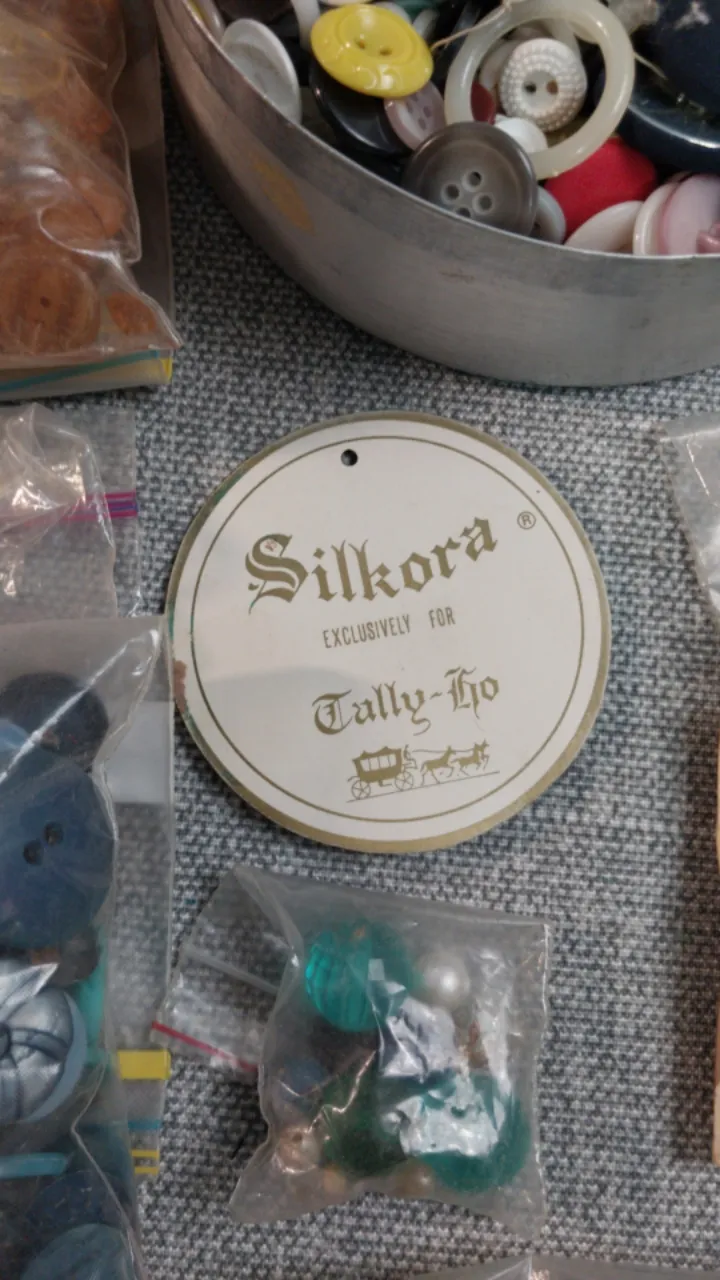 Silkora ®
EXCLUSIVELY FOR
Tally-Ho